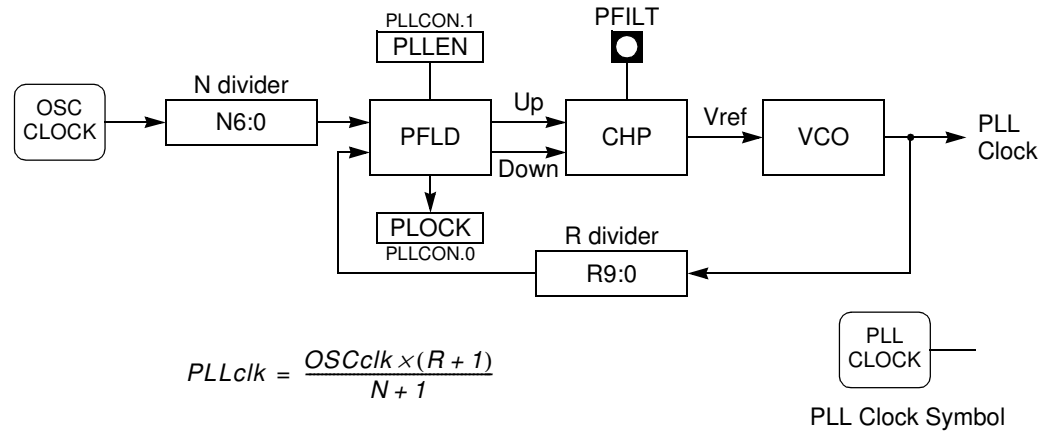 PLLCON.1
PLLEN
PFILT
N divider
OSC
CLOCK
N6:0
PFLD
Up
Down
CHP
Vref
VCO
PLL
Clock
PLOCK
PLLCON.0
R divider
R9:0
PLLclk = OSCclk × (R + 1)
N + 1
PLL
CLOCK
PLL Clock Symbol